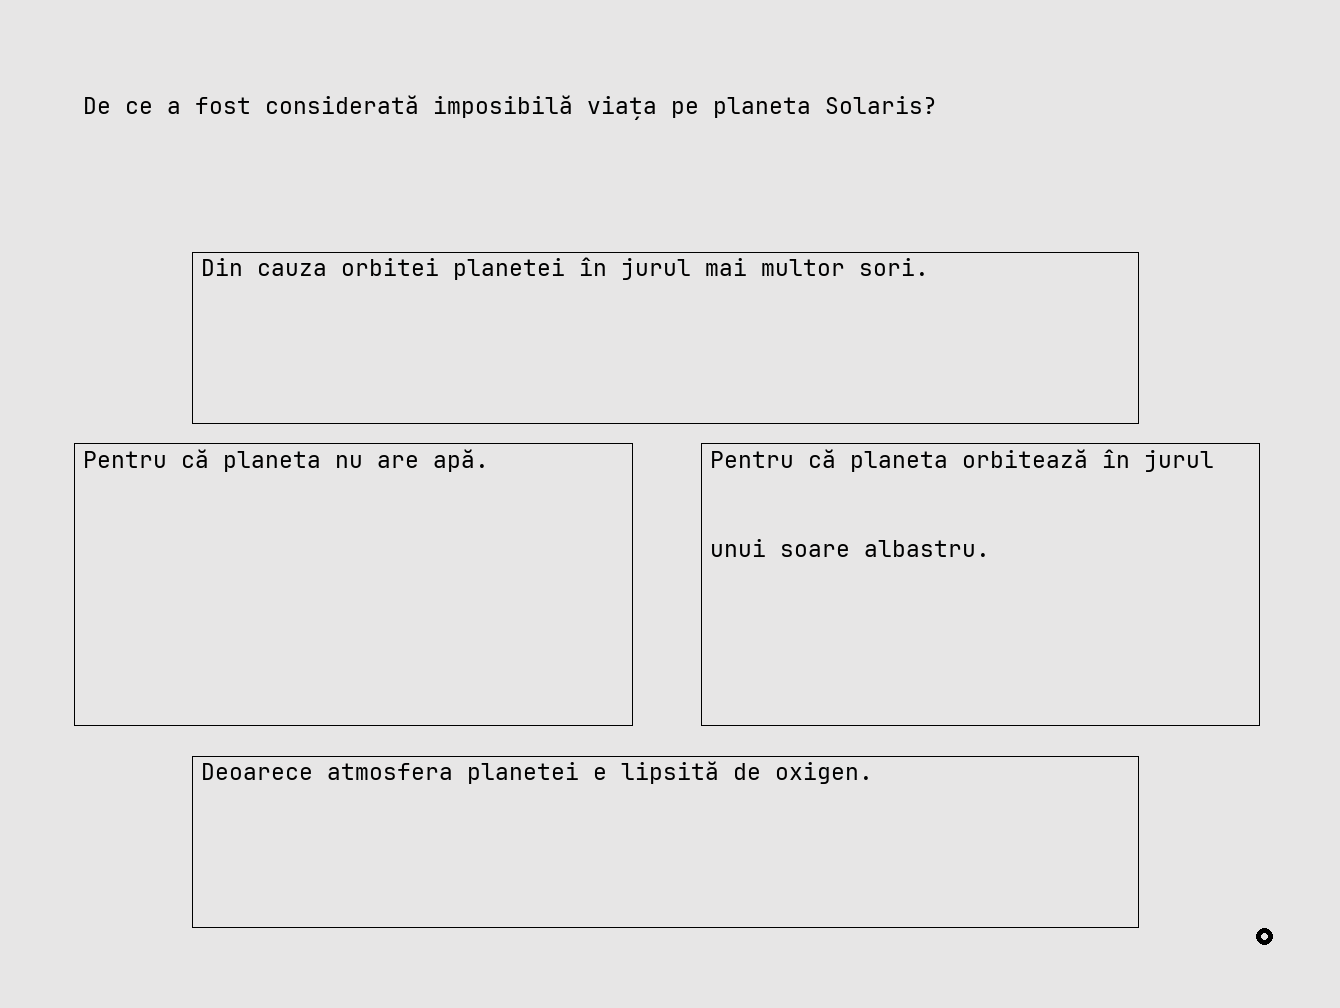 De ce a fost considerată imposibilă viața pe planeta Solaris?
Din cauza orbitei planetei în jurul mai multor sori.
Pentru că planeta nu are apă.
Pentru că planeta orbitează în jurul
unui soare albastru.
Deoarece atmosfera planetei e lipsită de oxigen.